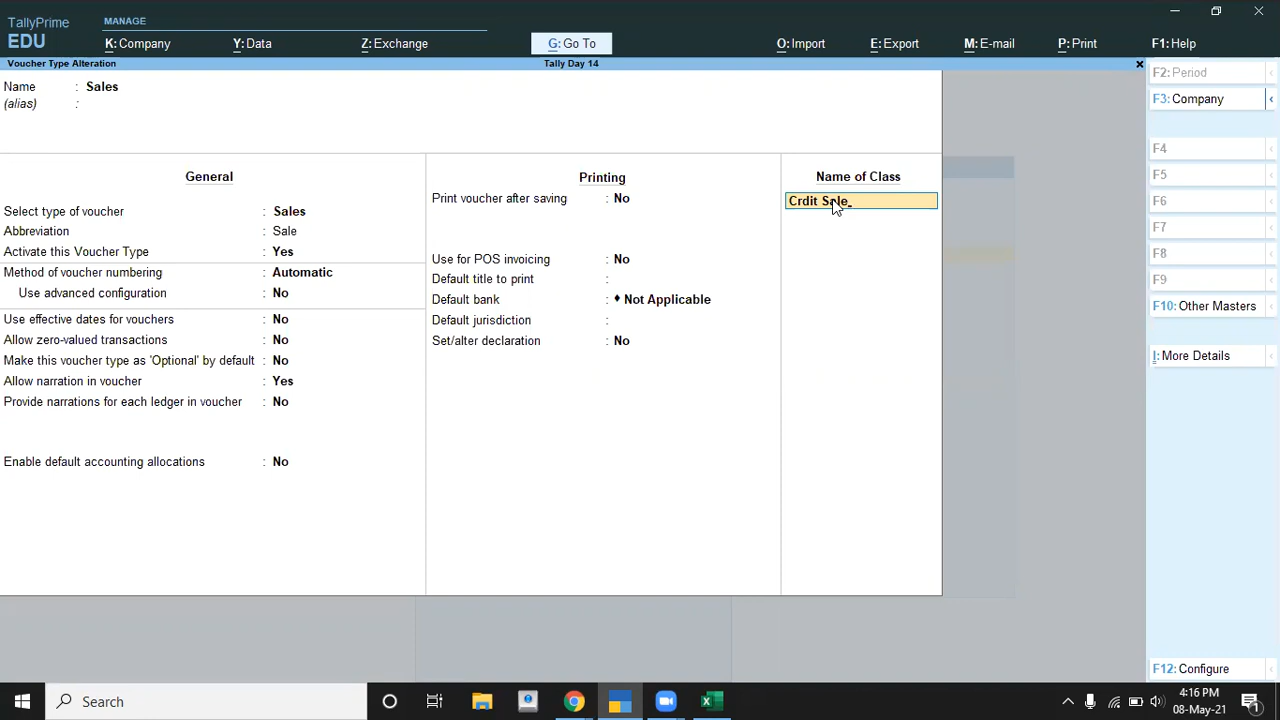 TallyPrime
EDU
MANAGE
K: Company
Y: Data
Z: Exchange
G: Go To
O: Import
E: Export
M: E-mail
P: Print
F1: Help
Voucher Type Alteration
Tally Day 14
Name : Sales
(alias) :
General
Select type of voucher : Sales
Abbreviation : Sale
Activate this Voucher Type : Yes
Method of voucher numbering : Automatic
Use advanced configuration : No
Use effective dates for vouchers : No
Allow zero-valued transactions : No
Make this voucher type as 'Optional' by default : No
Allow narration in voucher : Yes
Provide narrations for each ledger in voucher : No
Enable default accounting allocations : No
Printing
Print voucher after saving : No
Use for POS invoicing : No
Default title to print :
Default bank : ♦ Not Applicable
Default jurisdiction :
Set/alter declaration : No
Name of Class
Crdit Sale
F2: Period
F3: Company
F4
F5
F6
F7
F8
F9
F10: Other Masters
I: More Details
F12: Configure
Search
4:16 PM
08-May-21
1